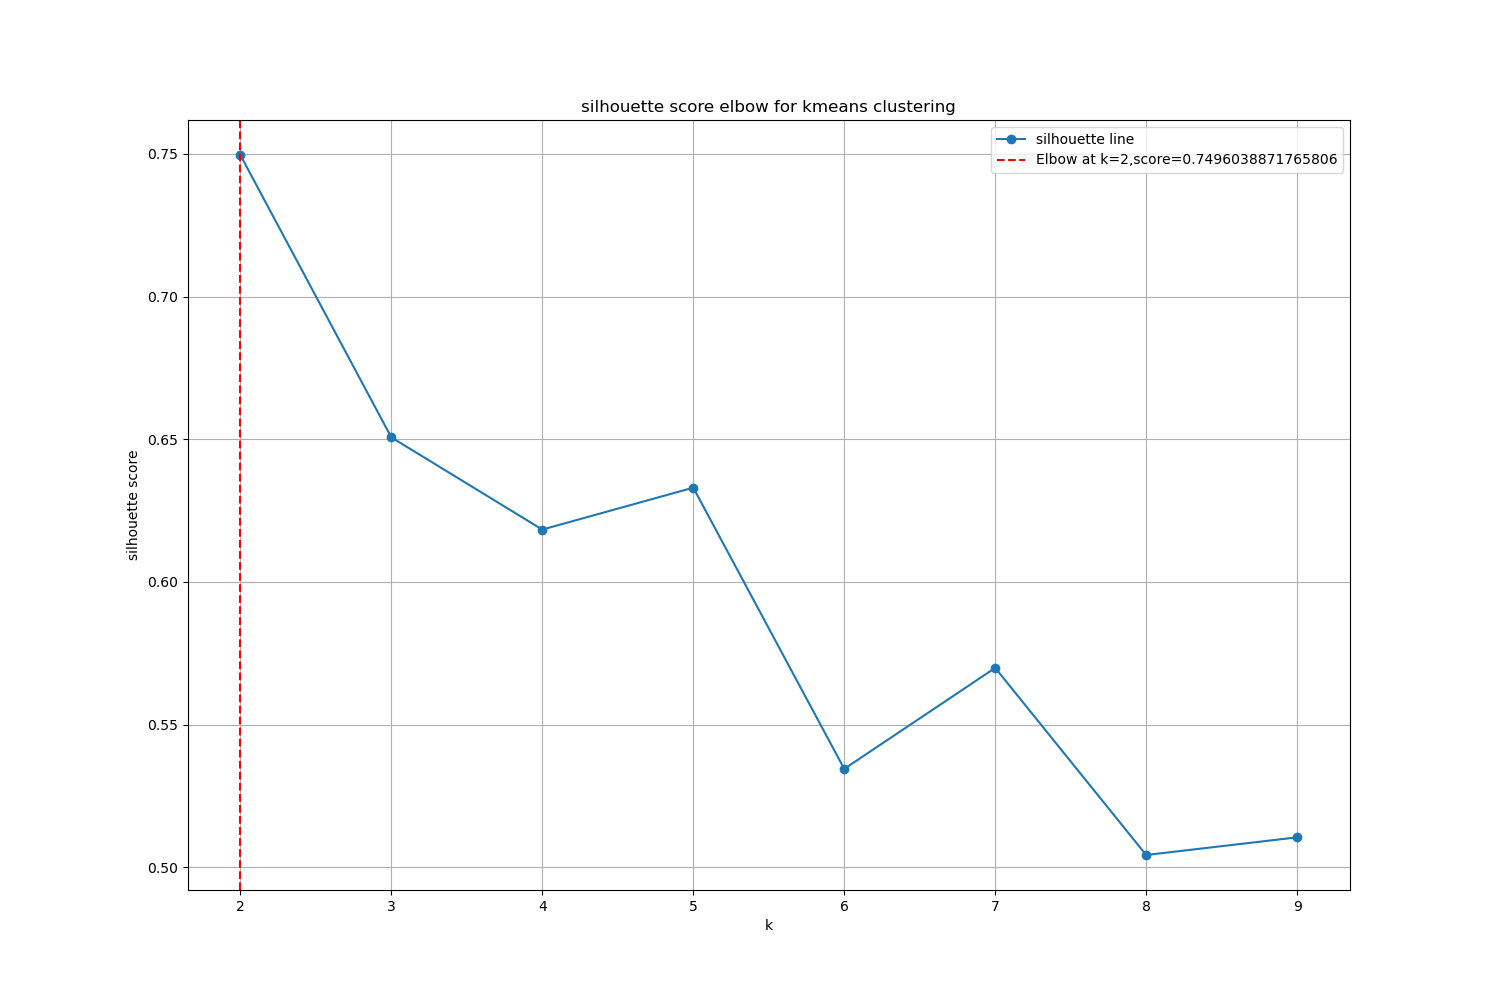 silhouette score elbow for kmeans clustering
silhouette line
Elbow at k=2,score=0.7496038871765806
0.75
0.70
0.65
0.60
0.55
0.50
silhouette score
2 3 4 5 6 7 8 9
k